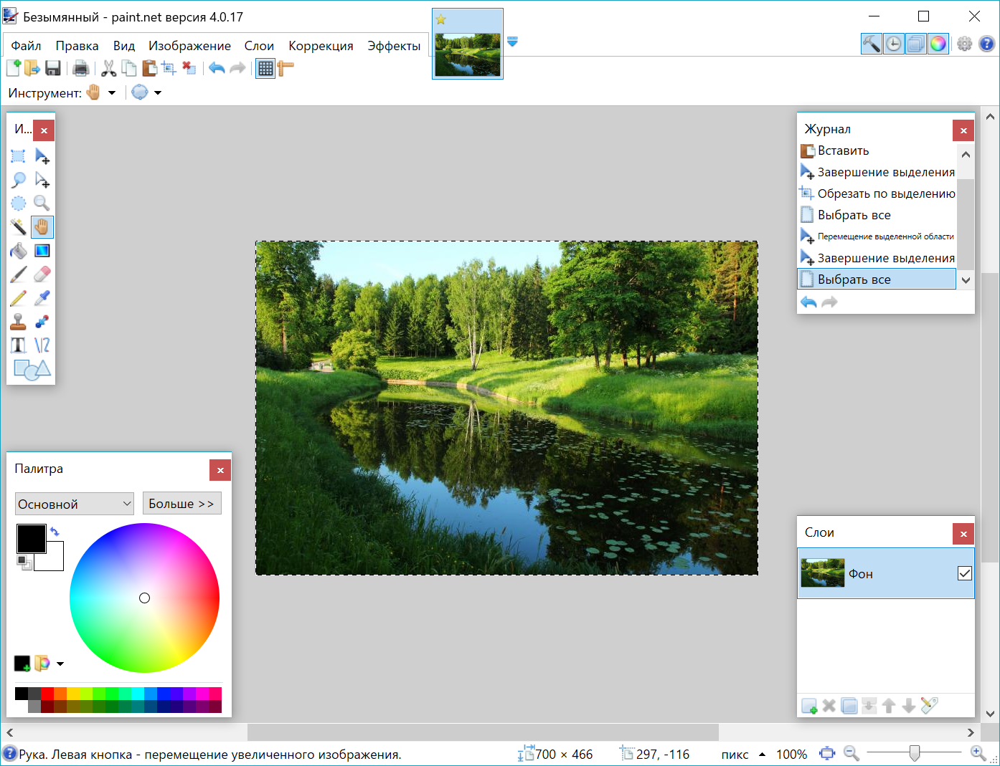 Безымянный - paint.net версия 4.0.17
Файл Правка Вид Изображение Слои Коррекция Эффекты
Инструмент:
И...
Журнал
Вставить
Завершение выделения
Обрезать по выделению
Выбрать все
Перемещение выделенной области
Завершение выделения
Выбрать все
Палитра
Основной
Больше >>
Слои
Фон
Рука. Левая кнопка - перемещение увеличенного изображения.
700 × 466
297, -116
пикс
100%